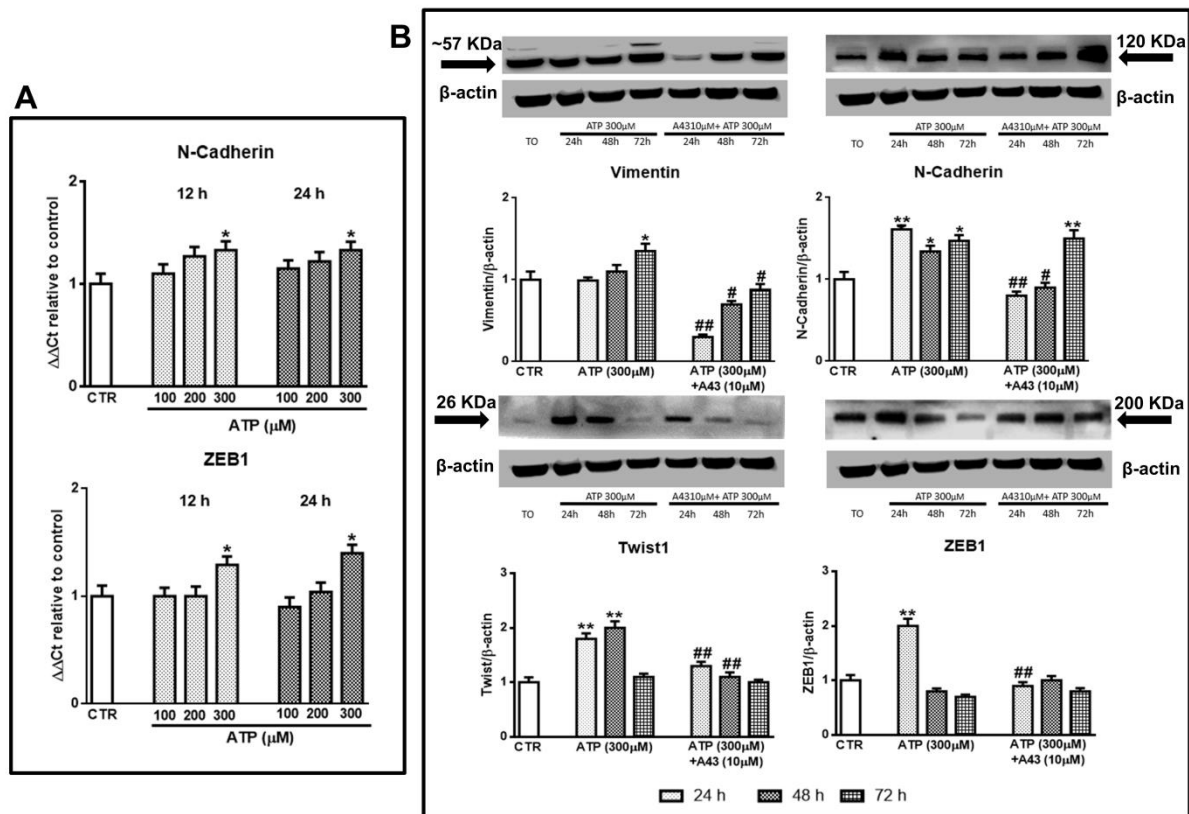 A
N-Cadherin
12 h 24 h
ΔΔCt relative to control
2
1
0
*
*
CTR 100 200 300 100 200 300
ATP (μM)
ZEB1
12 h 24 h
ΔΔCt relative to control
2
1
0
*
*
CTR 100 200 300 100 200 300
ATP (μM)
B
~57 KDa
β-actin
ATP 300μM A4310μM+ ATP 300μM
TO 24h 48h 72h 24h 48h 72h
120 KDa
β-actin
ATP 300μM A4310μM+ ATP 300μM
TO 24h 48h 72h 24h 48h 72h
Vimentin
Vimentin/β-actin
2
1
0
* ## # #
CTR ATP (300μM) ATP (300μM)
+A43 (10μM)
N-Cadherin
N-Cadherin/β-actin
2
1
0
** * * ## # **
CTR ATP (300μM) ATP (300μM)
+A43 (10μM)
26 KDa
β-actin
ATP 300μM A4310μM+ ATP 300μM
TO 24h 48h 72h 24h 48h 72h
200 KDa
β-actin
ATP 300μM A4310μM+ ATP 300μM
TO 24h 48h 72h 24h 48h 72h
Twist1
Twist/β-actin
3
2
1
0
** ** ## ##
CTR ATP (300μM) ATP (300μM)
+A43 (10μM)
ZEB1
ZEB1/β-actin
3
2
1
0
** ##
CTR ATP (300μM) ATP (300μM)
+A43 (10μM)
24 h 48 h 72 h